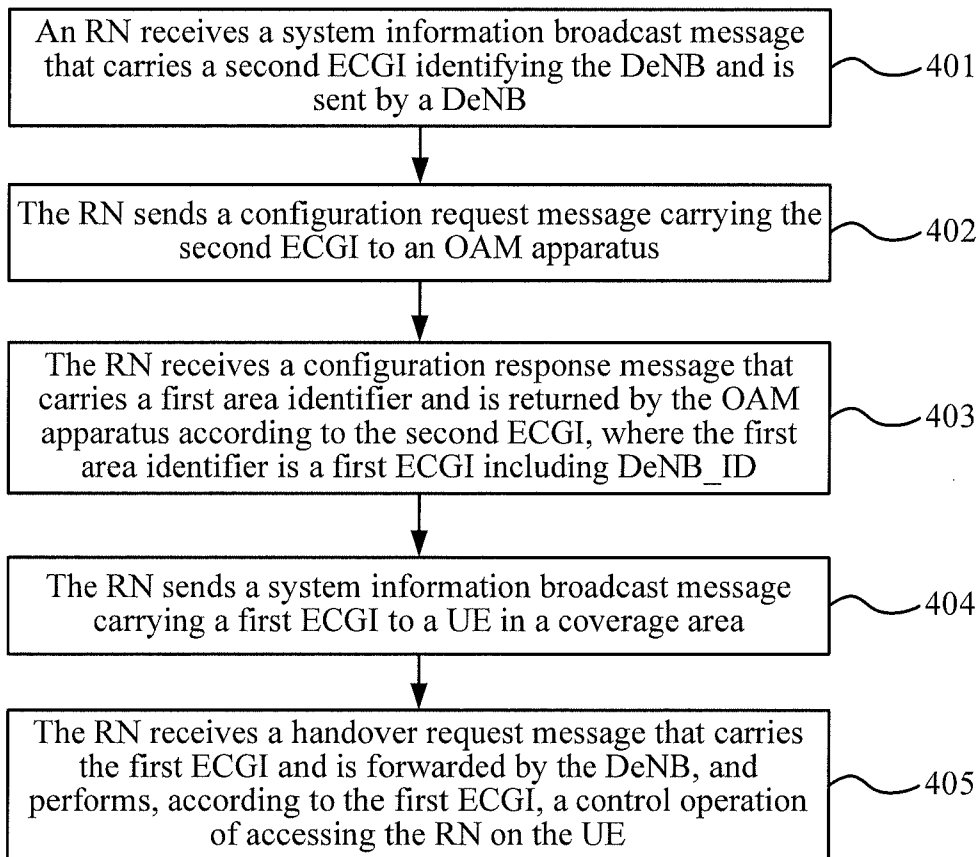 An RN receives a system information broadcast message
that carries a second ECGI identifying the DeNB and is
sent by a DeNB
401
The RN sends a configuration request message carrying the
second ECGI to an OAM apparatus
402
The RN receives a configuration response message that
carries a first area identifier and is returned by the OAM
apparatus according to the second ECGI, where the first
area identifier is a first ECGI including DeNB_ID
403
The RN sends a system information broadcast message
carrying a first ECGI to a UE in a coverage area
404
The RN receives a handover request message that carries
the first ECGI and is forwarded by the DeNB, and
performs, according to the first ECGI, a control operation
of accessing the RN on the UE
405